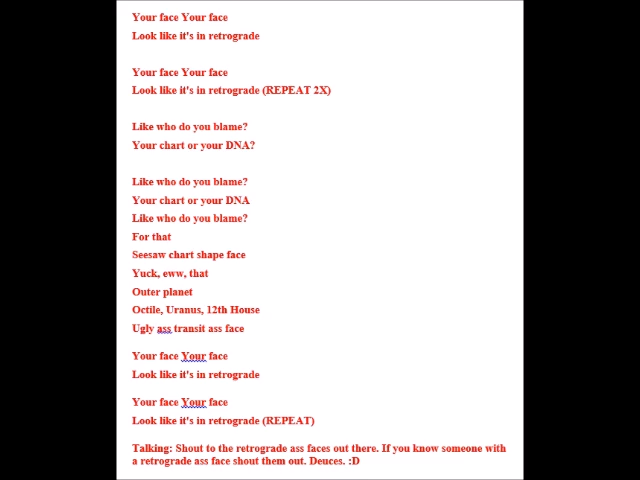 Your face Your face
Look like it's in retrograde
Your face Your face
Look like it's in retrograde (REPEAT 2X)
Like who do you blame?
Your chart or your DNA?
Like who do you blame?
Your chart or your DNA
Like who do you blame?
For that
Seesaw chart shape face
Yuck, eww, that
Outer planet
Octile, Uranus, 12th House
Ugly ass transit ass face
Your face Your face
Look like it's in retrograde
Your face Your face
Look like it's in retrograde (REPEAT)
Talking: Shout to the retrograde ass faces out there. If you know someone with
a retrograde ass face shout them out. Deuces. :D